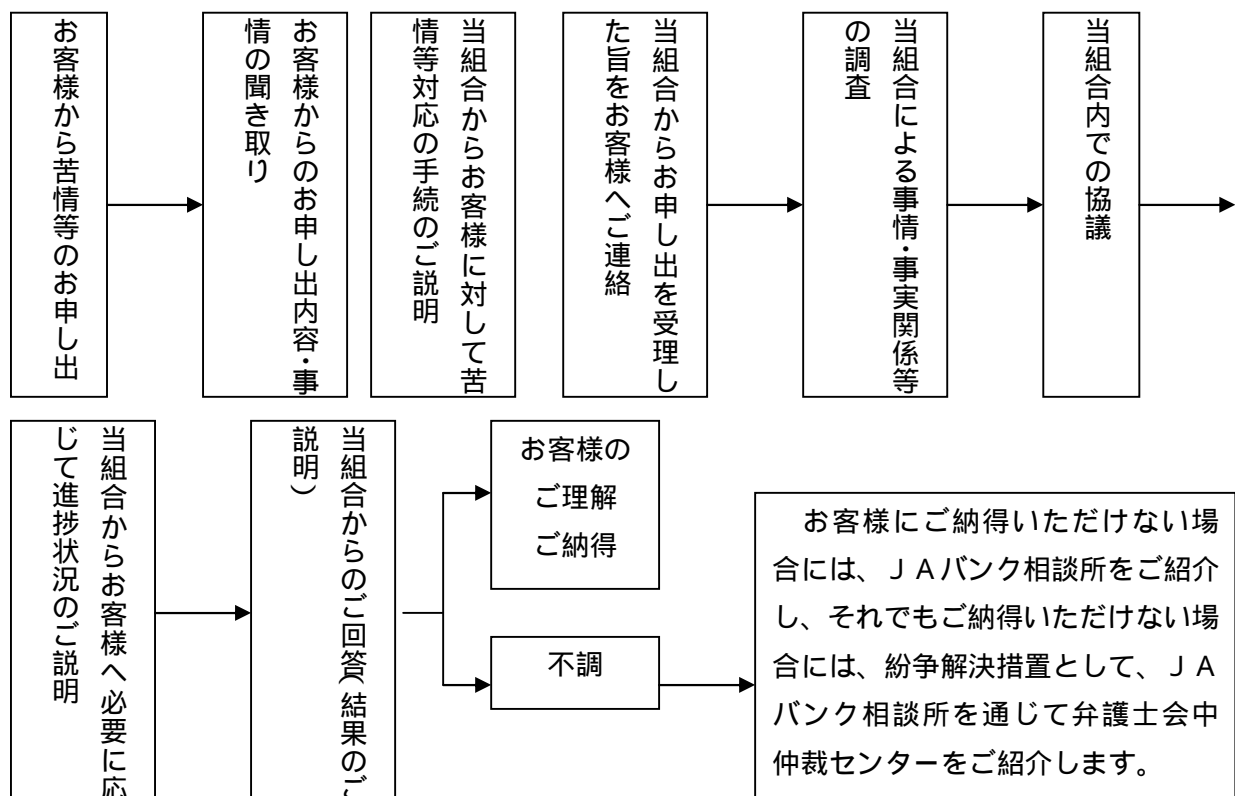 お客様から苦情等のお申し出
お客様からのお申し出内容・事
情の聞き取り
当組合からお客様に対して苦
情等対応の手続のご説明
当組合からお申し出を受理し
た旨をお客様へご連絡
当組合による事情・事実関係等
の調査
当組合内での協議
当組合からお客様へ必要に応
じて進捗状況のご説明
当組合からのご回答（結果のご
説明）
お客様の
ご理解
ご納得
不調
お客様にご納得いただけない場
合には、ＪＡバンク相談所をご紹介
し、それでもご納得いただけない場
合には、紛争解決措置として、ＪＡ
バンク相談所を通じて弁護士会中
仲裁センターをご紹介します。